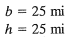 b = 25 mi
h = 25 mi